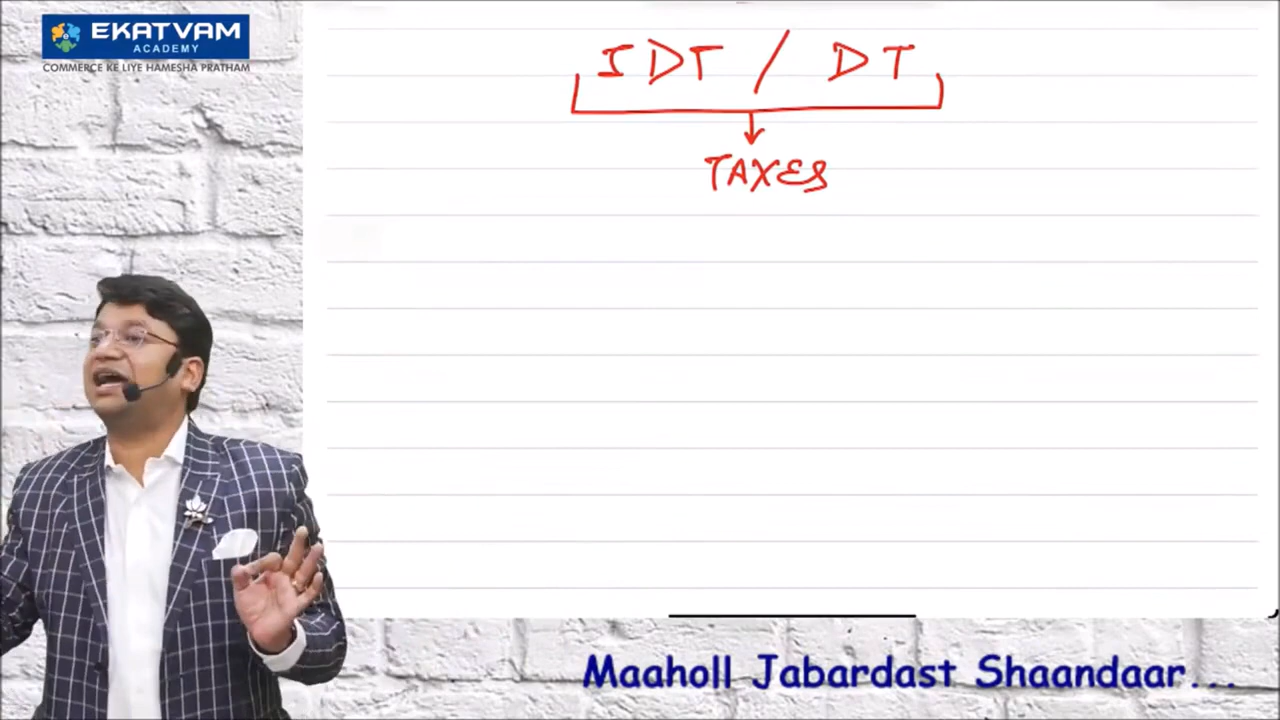 EKATVAM
ACADEMY
COMMERCE KE LIYE HAMESHA PRATHAM
IDT / DT
TAXES
Maaholl Jabardast Shaandaar...